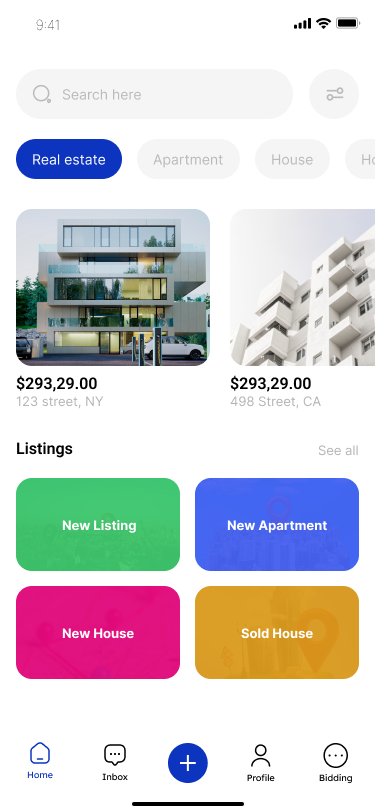 9:41
Search here
Real estate
Apartment
House
$293,29.00
123 street, NY
$293,29.00
498 Street, CA
Listings
See all
New Listing
New Apartment
New House
Sold House
Home
Inbox
Profile
Bidding